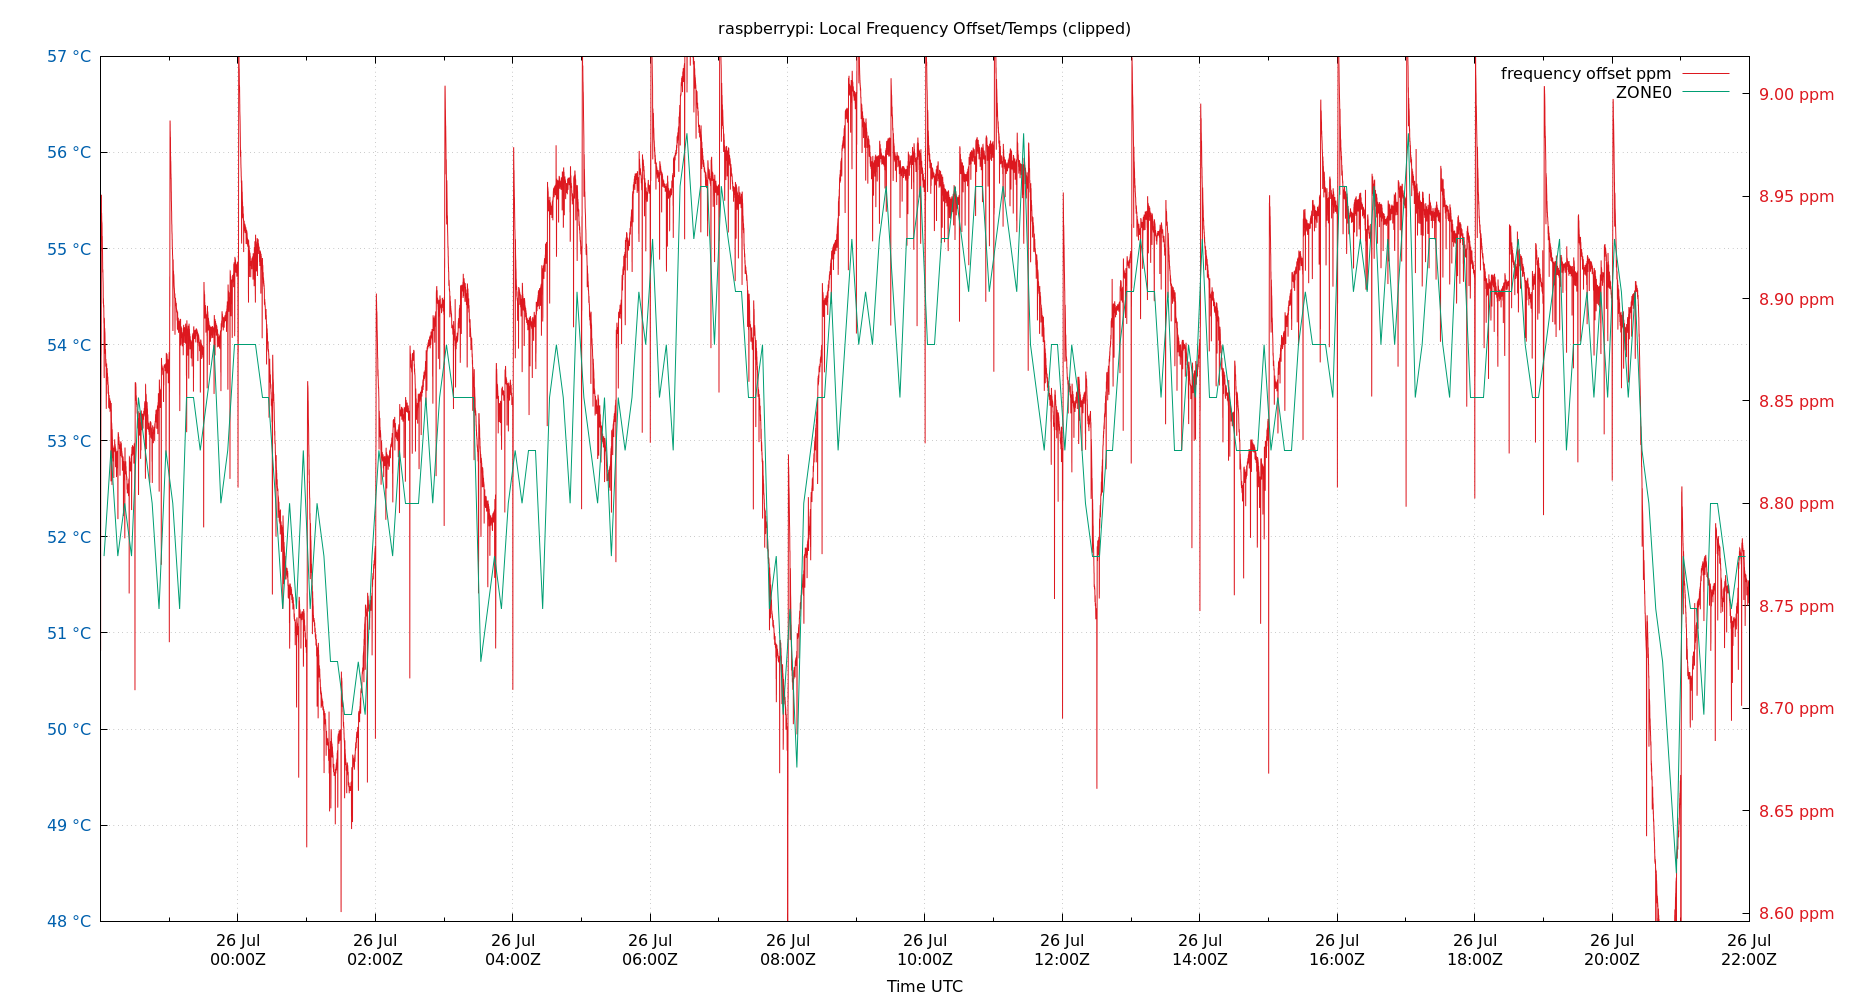 raspberrypi: Local Frequency Offset/Temps (clipped)
57 °C
56 °C
55 °C
54 °C
53 °C
52 °C
51 °C
50 °C
49 °C
48 °C
frequency offset ppm
ZONE0
9.00 ppm
8.95 ppm
8.90 ppm
8.85 ppm
8.80 ppm
8.75 ppm
8.70 ppm
8.65 ppm
8.60 ppm
26 Jul
00:00Z
26 Jul
02:00Z
26 Jul
04:00Z
26 Jul
06:00Z
26 Jul
08:00Z
26 Jul
10:00Z
26 Jul
12:00Z
26 Jul
14:00Z
26 Jul
16:00Z
26 Jul
18:00Z
26 Jul
20:00Z
26 Jul
22:00Z
Time UTC